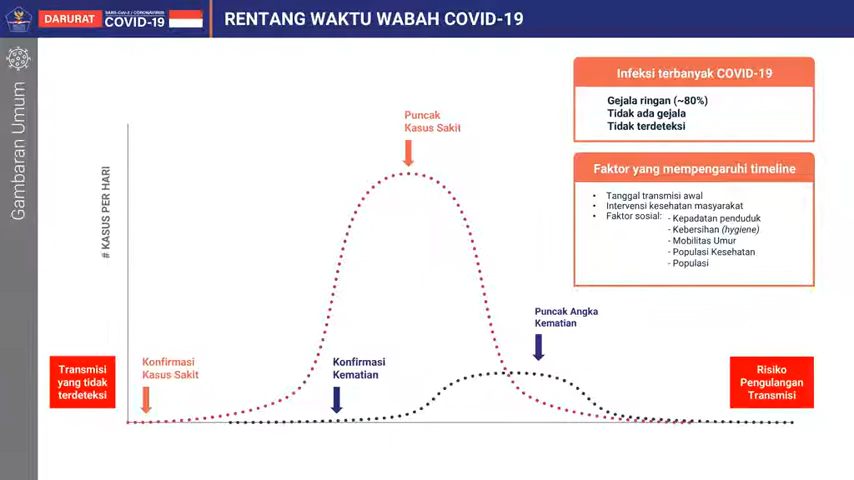 DARURAT
SARS-CoV-2 / CORONAVIRUS
COVID-19
RENTANG WAKTU WABAH COVID-19
Gambaran Umum
Infeksi terbanyak COVID-19
Gejala ringan (~80%)
Tidak ada gejala
Tidak terdeteksi
Puncak
Kasus Sakit
# KASUS PER HARI
Faktor yang mempengaruhi timeline
• Tanggal transmisi awal
• Intervensi kesehatan masyarakat
• Faktor sosial: - Kepadatan penduduk
- Kebersihan (hygiene)
- Mobilitas Umur
- Populasi Kesehatan
- Populasi
Puncak Angka
Kematian
Transmisi
yang tidak
terdeteksi
Konfirmasi
Kasus Sakit
Konfirmasi
Kematian
Risiko
Pengulangan
Transmisi